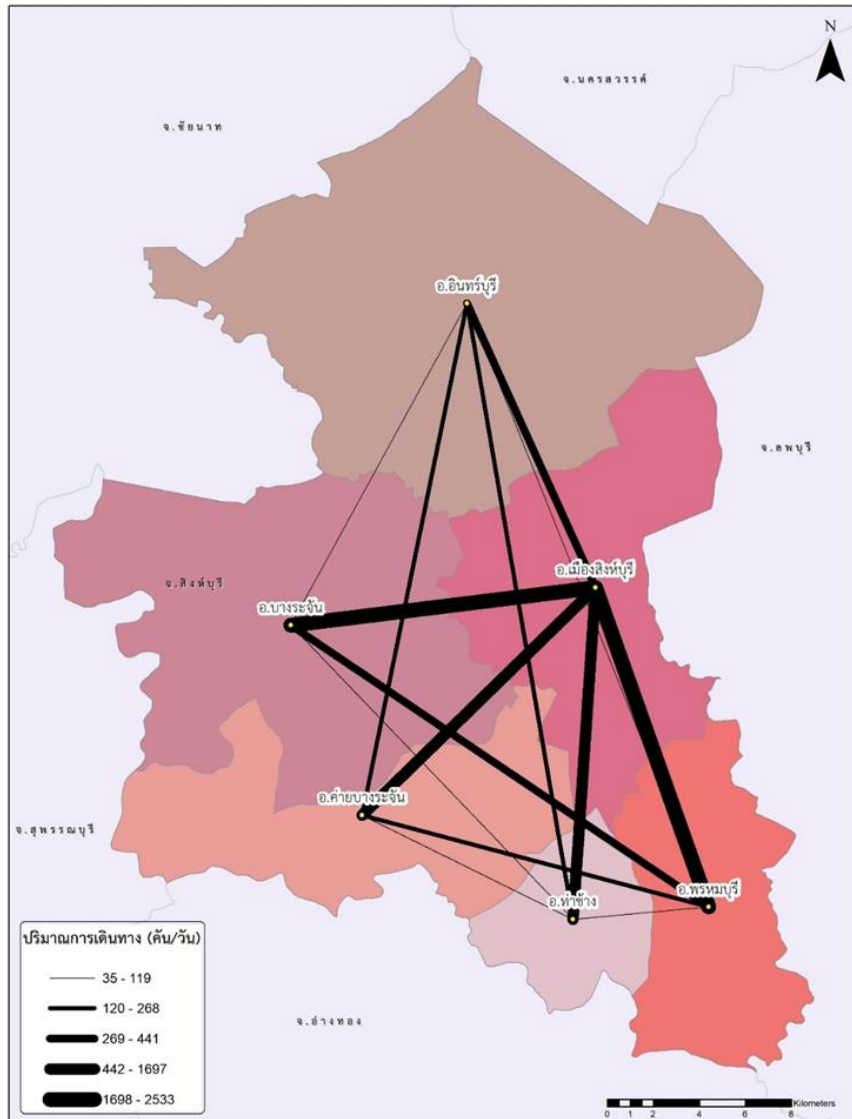 N
จ.นครสวรรค์
จ.ชัยนาท
อ.อินทร์บุรี
จ.ลพบุรี
อ.เมืองสิงห์บุรี
จ.สิงห์บุรี
อ.บางระจัน
อ.ค่ายบางระจัน
จ.สุพรรณบุรี
อ.พรหมบุรี
อ.ท่าช้าง
จ.อ่างทอง
ปริมาณการเดินทาง (คัน/วัน)
35 - 119
120 - 268
269 - 441
442 - 1697
1698 - 2533
Kilometers
0 1 2 4 6 8